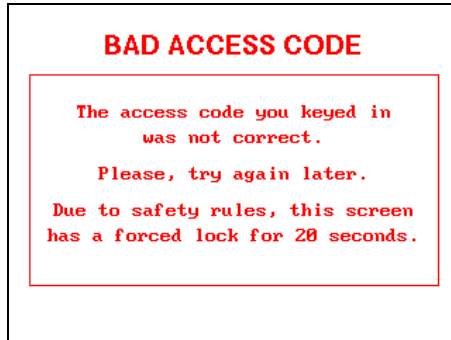 BAD ACCESS CODE
The access code you keyed in
was not correct.
Please, try again later.
Due to safety rules, this screen
has a forced lock for 20 seconds.